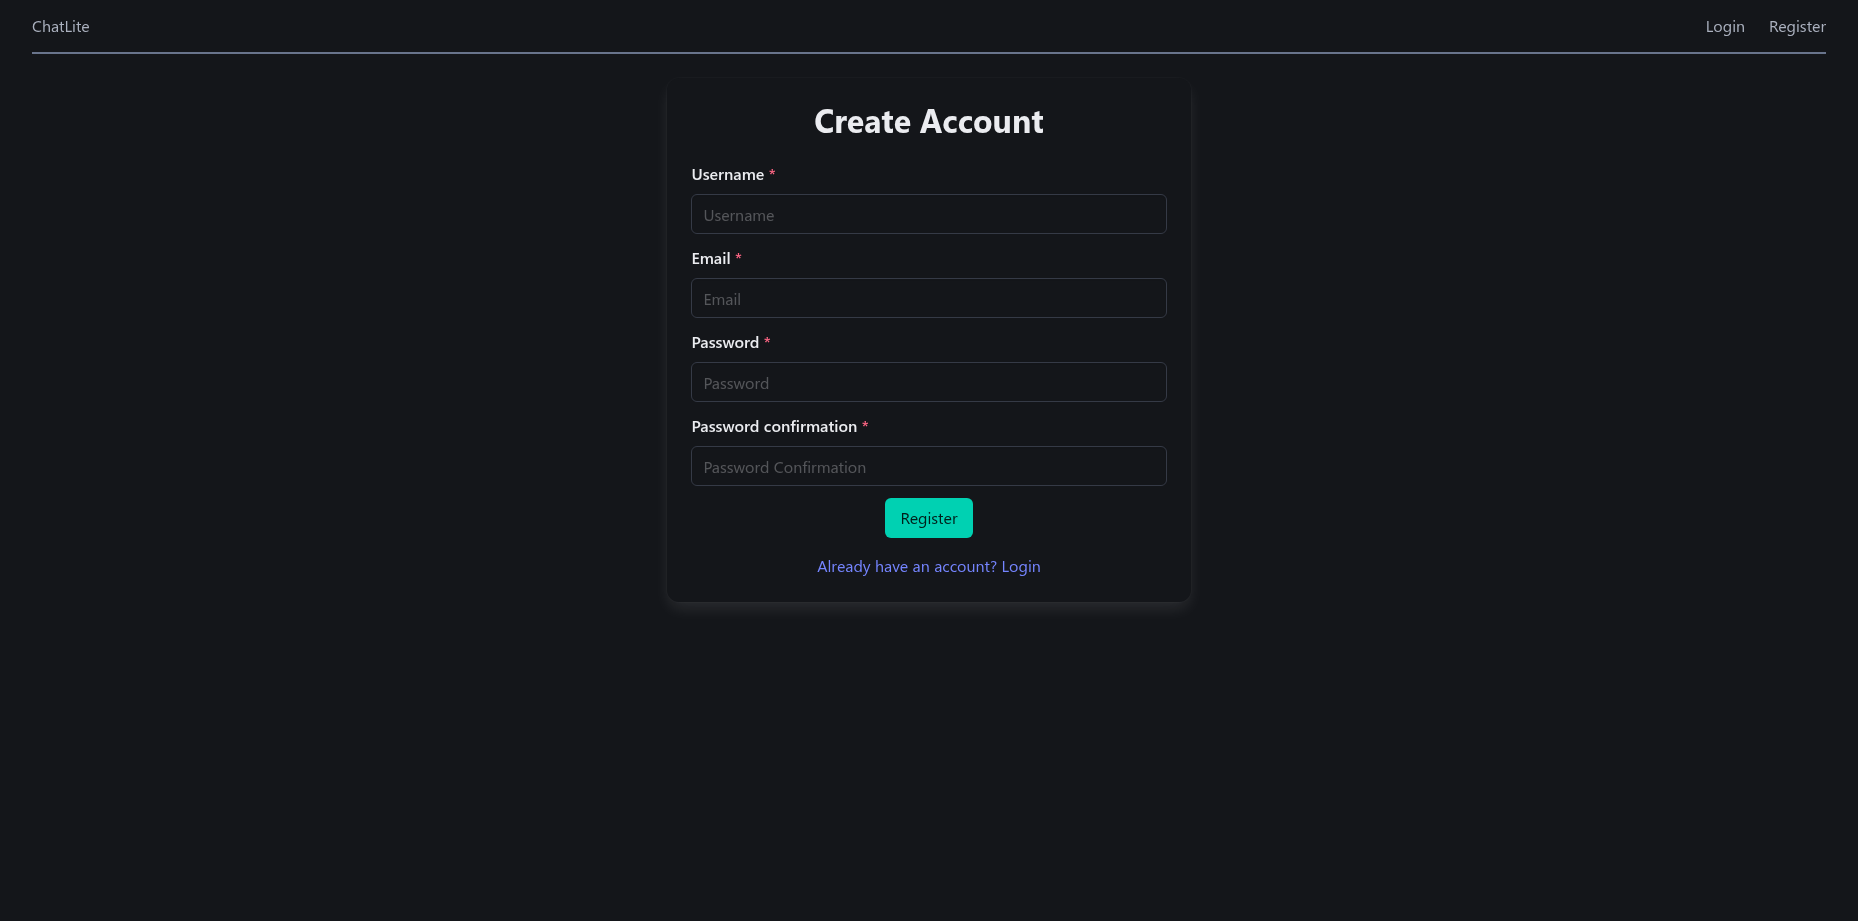 ChatLite
Login Register
Create Account
Username *
Username
Email *
Email
Password *
Password
Password confirmation *
Password Confirmation
Register
Already have an account? Login